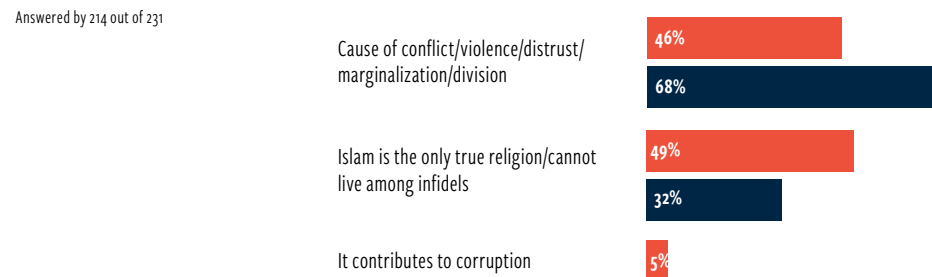 Answered by 214 out of 231
Cause of conflict/violence/distrust/
marginalization/division
46%
68%
Islam is the only true religion/cannot
live among infidels
49%
32%
It contributes to corruption
5%